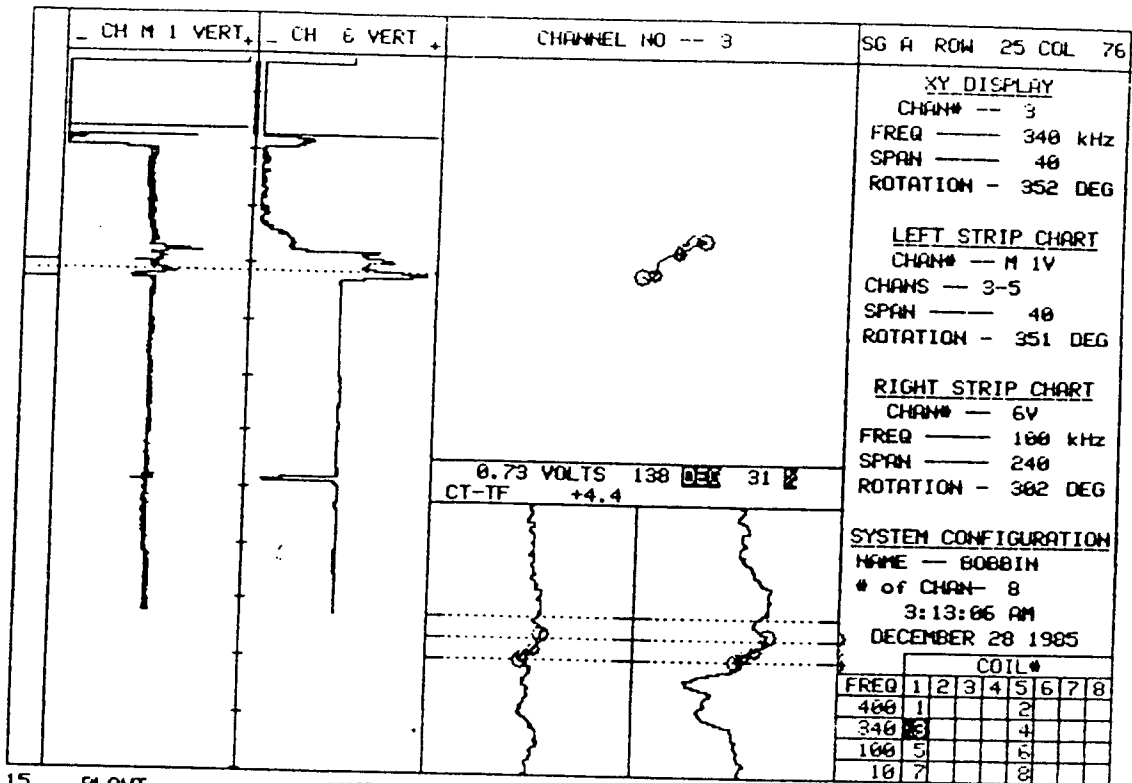 _ CH M 1 VERT +
_ CH 6 VERT +
CHANNEL NO -- 3
SG A ROW 25 COL 76
XY DISPLAY
CHAN# -- 3
FREQ ---- 340 kHz
SPAN ---- 40
ROTATION - 352 DEG
LEFT STRIP CHART
CHAN# -- M 1V
CHANS -- 3-5
SPAN ---- 40
ROTATION - 351 DEG
RIGHT STRIP CHART
CHAN# -- 6V
FREQ ---- 100 kHz
SPAN ---- 240
ROTATION - 302 DEG
0.73 VOLTS 138 DEG 31 %
CT-TF +4.4
SYSTEM CONFIGURATION
NAME -- BOBBIN
# of CHAN- 8
3:13:06 AM
DECEMBER 28 1985
COIL#
FREQ 1 2 3 4 5 6 7 8
400 1 2
340 3 4
100 5 6
10 7 8
15